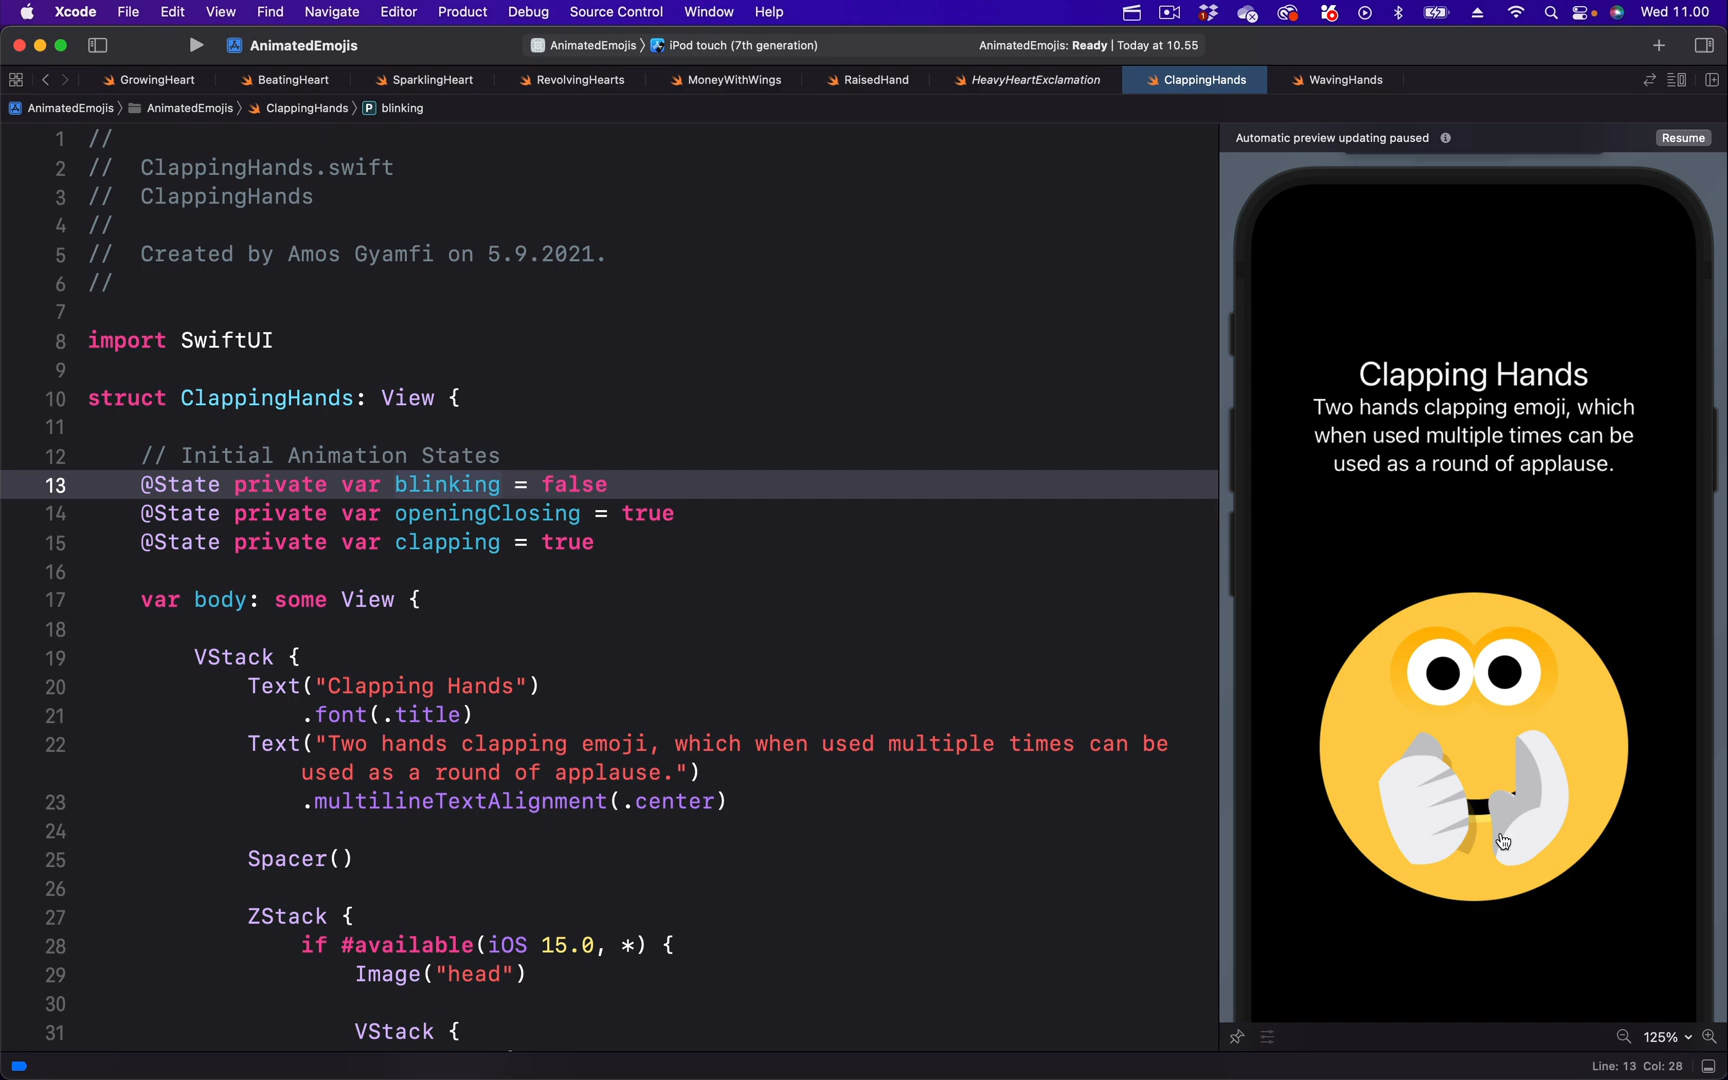 Xcode File Edit View Find Navigate Editor Product Debug Source Control Window Help Wed 11.00
AnimatedEmojis AnimatedEmojis iPod touch (7th generation) AnimatedEmojis: Ready | Today at 10.55
GrowingHeart BeatingHeart SparklingHeart RevolvingHearts MoneyWithWings RaisedHand HeavyHeartExclamation ClappingHands WavingHands
AnimatedEmojis AnimatedEmojis ClappingHands P blinking
Automatic preview updating paused Resume
1 //
2 // ClappingHands.swift
3 // ClappingHands
4 //
5 // Created by Amos Gyamfi on 5.9.2021.
6 //
7
8 import SwiftUI
9
10 struct ClappingHands: View {
11
12 // Initial Animation States
13 @State private var blinking = false
14 @State private var openingClosing = true
15 @State private var clapping = true
16
17 var body: some View {
18
19 VStack {
20 Text("Clapping Hands")
21 .font(.title)
22 Text("Two hands clapping emoji, which when used multiple times can be
used as a round of applause.")
23 .multilineTextAlignment(.center)
24
25 Spacer()
26
27 ZStack {
28 if #available(iOS 15.0, *) {
29 Image("head")
30
31 VStack {
Clapping Hands
Two hands clapping emoji, which
when used multiple times can be
used as a round of applause.
125%
Line: 13 Col: 28